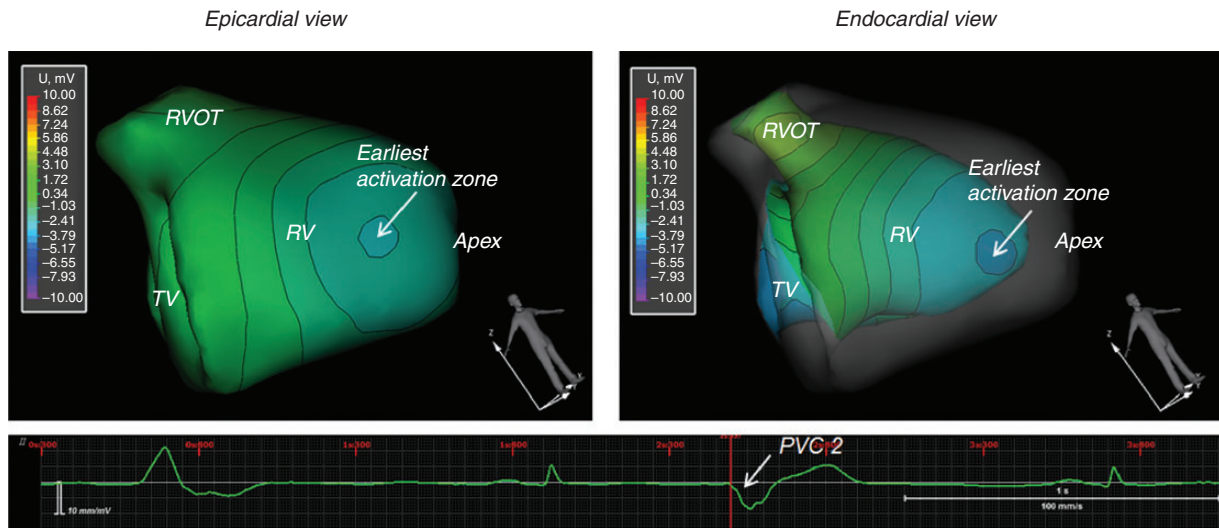 Epicardial view
Endocardial view
U, mV
10.00
8.62
7.24
5.86
4.48
3.10
1.72
0.34
−1.03
−2.41
−3.79
−5.17
−6.55
−7.93
−10.00
RVOT
Earliest
activation zone
RV
Apex
TV
Z
U, mV
10.00
8.62
7.24
5.86
4.48
3.10
1.72
0.34
−1.03
−2.41
−3.79
−5.17
−6.55
−7.93
−10.00
RVOT
Earliest
activation zone
RV
Apex
TV
Z
II
PVC 2
1 s
100 mm/s
10 mm/mV